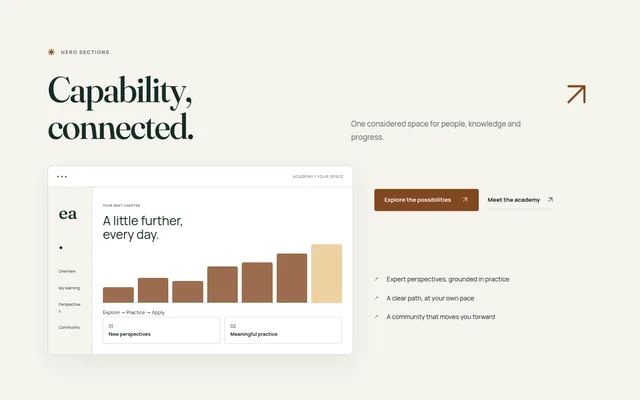 HERO SECTIONS
Capability,
connected.
One considered space for people, knowledge and
progress.
ACADEMY / YOUR SPACE
ea
.
Overview
My learning
Perspective
s
Community
YOUR NEXT CHAPTER
A little further,
every day.
Explore → Practice → Apply
01
New perspectives
02
Meaningful practice
Explore the possibilities ↗
Meet the academy ↗
Expert perspectives, grounded in practice
A clear path, at your own pace
A community that moves you forward